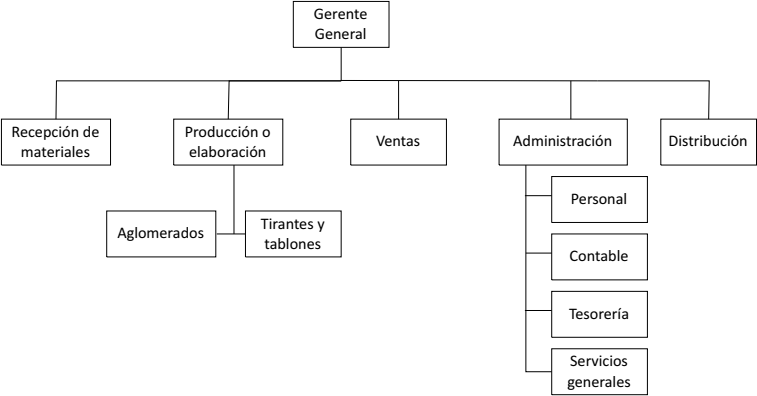 Gerente
General
Recepción de
materiales
Producción o
elaboración
Ventas
Administración
Distribución
Aglomerados
Tirantes y
tablones
Personal
Contable
Tesorería
Servicios
generales